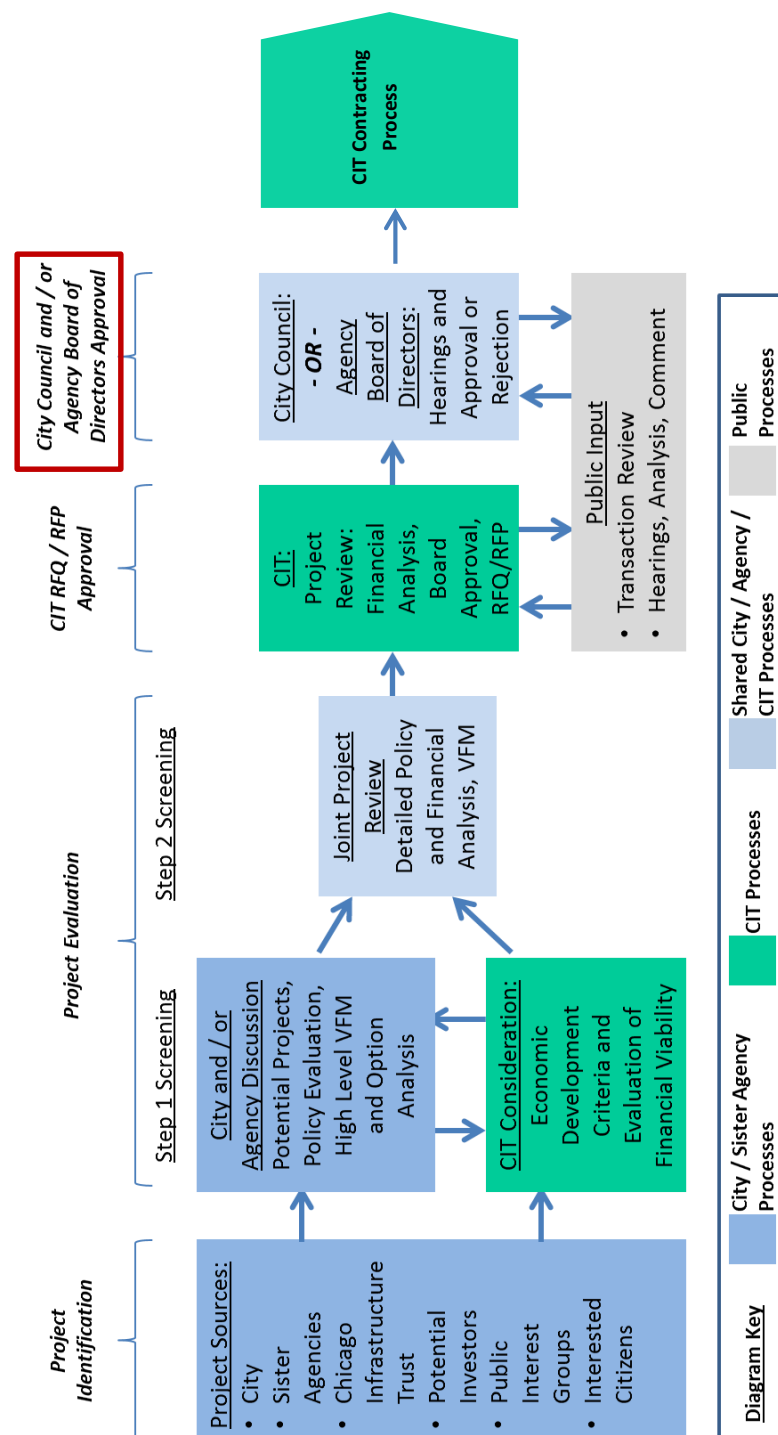 Project
Identification
Project Evaluation
CIT RFQ / RFP
Approval
City Council and / or
Agency Board of
Directors Approval
Step 1 Screening
Step 2 Screening
Project Sources:
• City
• Sister
Agencies
• Chicago
Infrastructure
Trust
• Potential
Investors
• Public
Interest
Groups
• Interested
Citizens
City and / or
Agency Discussion
Potential Projects,
Policy Evaluation,
High Level VFM
and Option
Analysis
CIT Consideration:
Economic
Development
Criteria and
Evaluation of
Financial Viability
Joint Project
Review
Detailed Policy
and Financial
Analysis, VFM
CIT:
Project
Review:
Financial
Analysis,
Board
Approval,
RFQ/RFP
City Council:
- OR -
Agency
Board of
Directors:
Hearings and
Approval or
Rejection
Public Input
• Transaction Review
• Hearings, Analysis, Comment
CIT Contracting
Process
Diagram Key
City / Sister Agency
Processes
CIT Processes
Shared City / Agency /
CIT Processes
Public
Processes